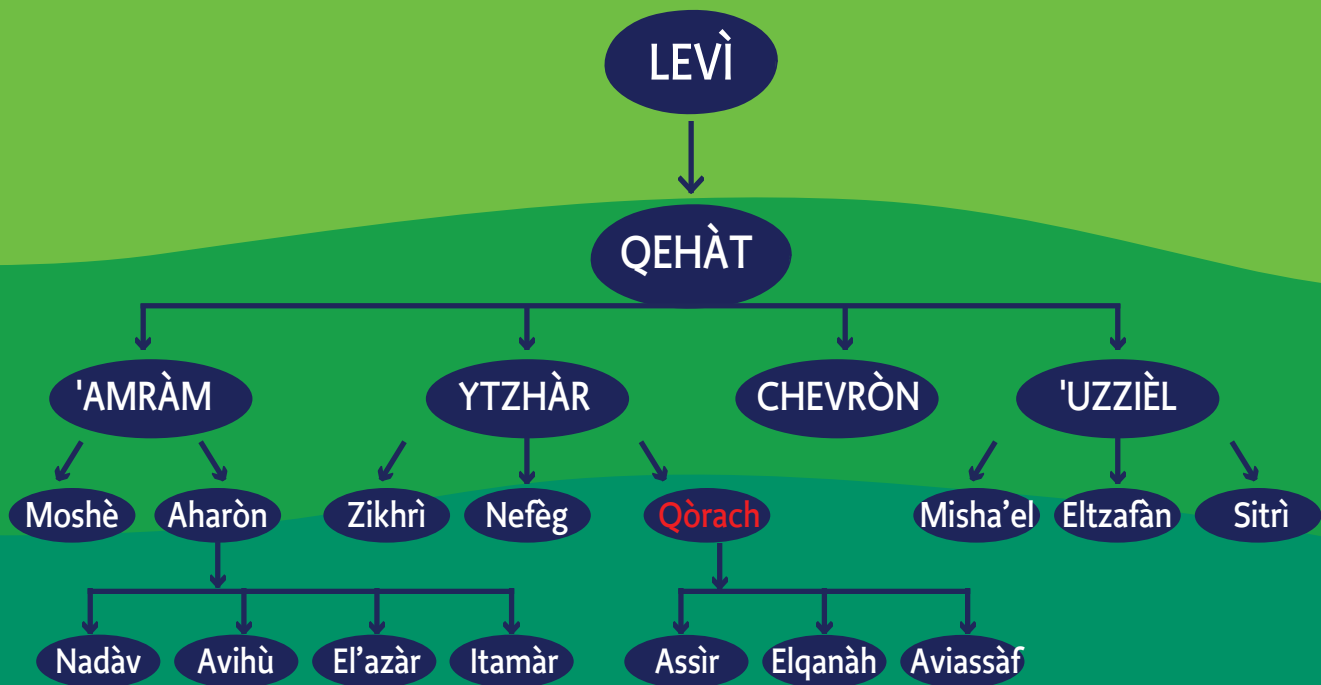 LEVÌ
QEHÀT
'AMRÀM YTZHÀR CHEVRÒN 'UZZIÈL
Moshè Aharòn Zikhrì Nefèg Qòrach Misha’el Eltzafàn Sitrì
Nadàv Avihù El’azàr Itamàr Assìr Elqanàh Aviassàf